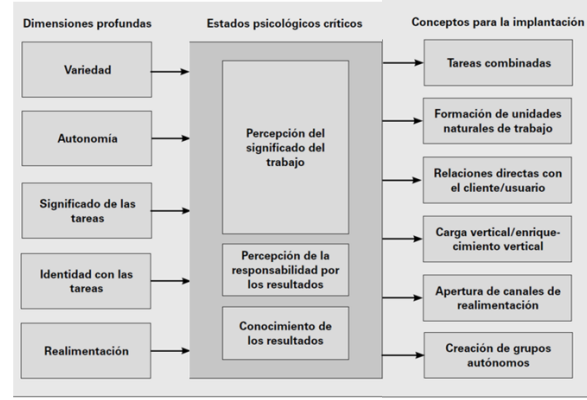 Dimensiones profundas
Estados psicológicos críticos
Conceptos para la implantación
Variedad
Autonomía
Significado de las
tareas
Identidad con las
tareas
Realimentación
Percepción del
significado del
trabajo
Percepción de la
responsabilidad por
los resultados
Conocimiento de
los resultados
Tareas combinadas
Formación de unidades
naturales de trabajo
Relaciones directas con
el cliente/usuario
Carga vertical/enrique-
cimiento vertical
Apertura de canales de
realimentación
Creación de grupos
autónomos